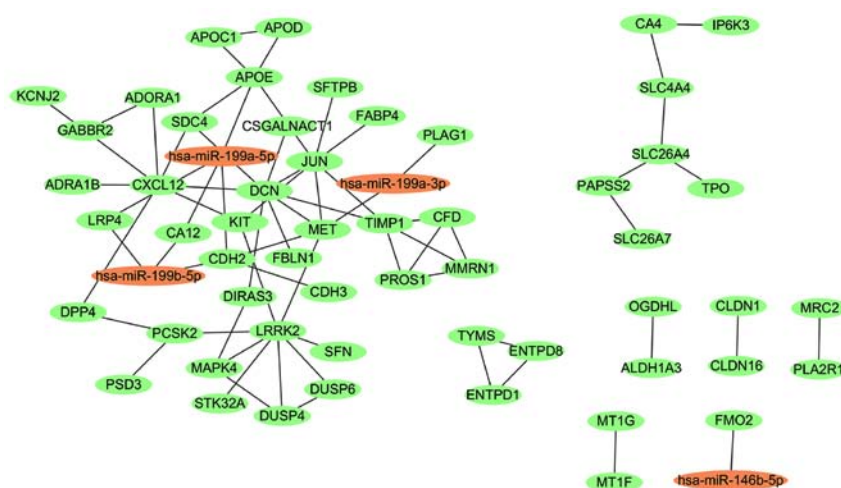 APOC1
APOD
APOE
KCNJ2
ADORA1
GABBR2
SDC4
CSGALNACT1
SFTPB
FABP4
PLAG1
hsa-miR-199a-5p
JUN
hsa-miR-199a-3p
ADRA1B
CXCL12
DCN
LRP4
KIT
CA12
MET
TIMP1
CFD
CDH2
FBLN1
hsa-miR-199b-5p
PROS1
MMRN1
DIRAS3
CDH3
DPP4
PCSK2
LRRK2
SFN
PSD3
MAPK4
STK32A
DUSP4
DUSP6
CA4
IP6K3
SLC4A4
SLC26A4
PAPSS2
TPO
SLC26A7
TYMS
ENTPD8
ENTPD1
OGDHL
ALDH1A3
CLDN1
CLDN16
MRC2
PLA2R1
MT1G
MT1F
FMO2
hsa-miR-146b-5p